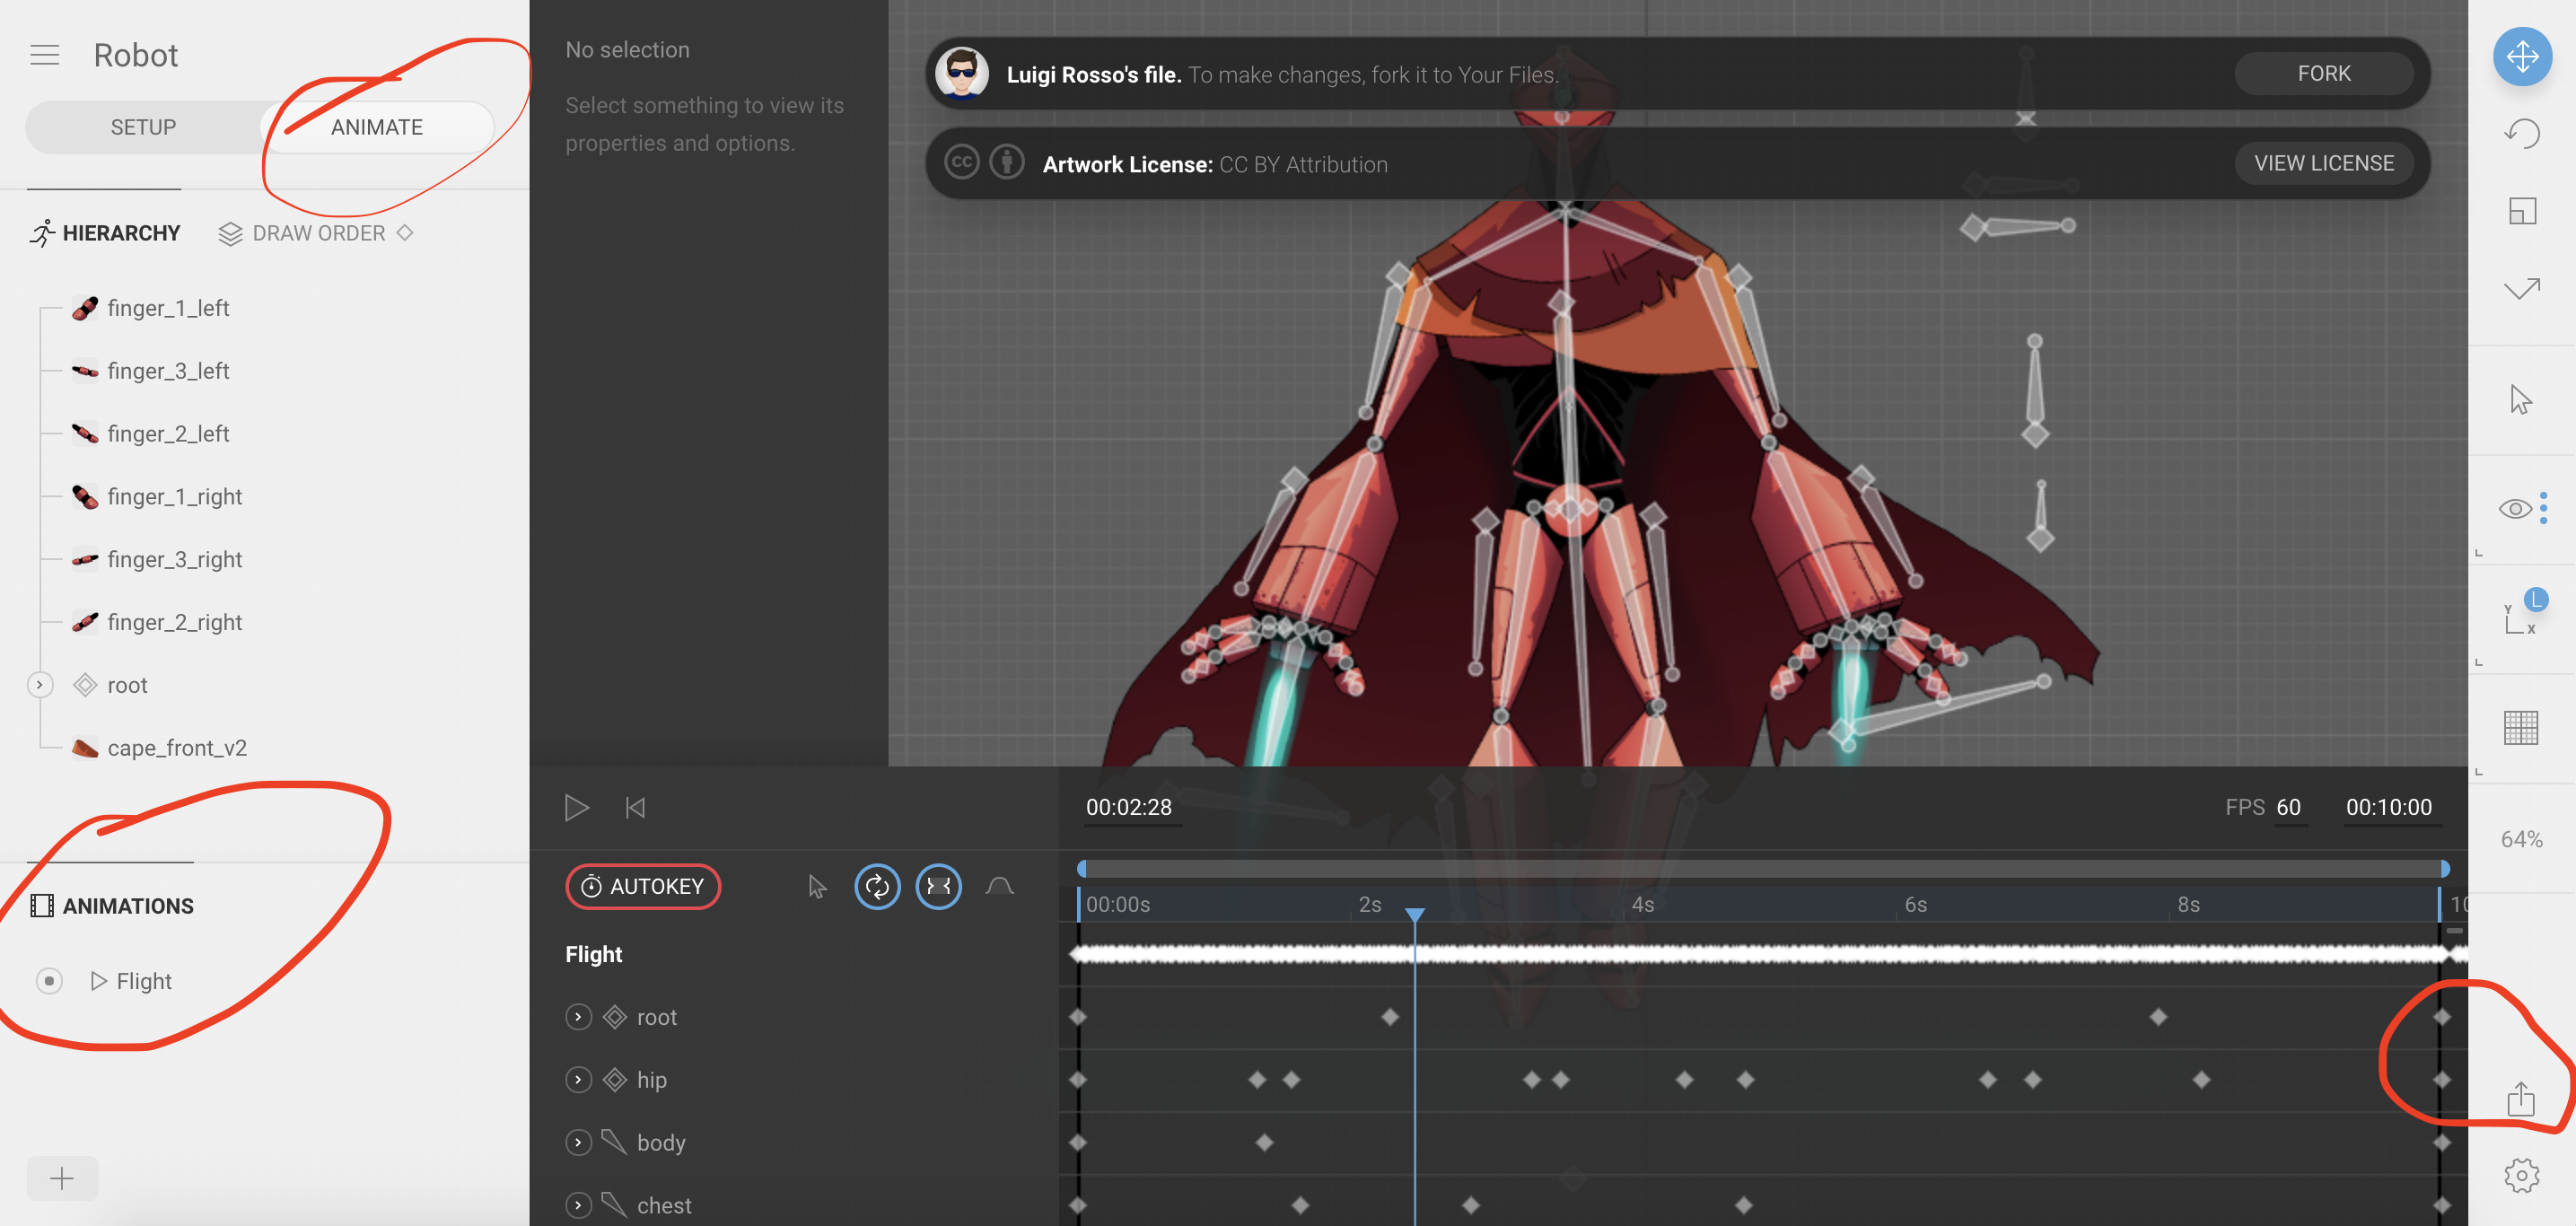 Robot
SETUP
ANIMATE
HIERARCHY
DRAW ORDER
finger_1_left
finger_3_left
finger_2_left
finger_1_right
finger_3_right
finger_2_right
root
cape_front_v2
ANIMATIONS
Flight
No selection
Select something to view its
properties and options.
Luigi Rosso's file. To make changes, fork it to Your Files.
FORK
CC
Artwork License: CC BY Attribution
VIEW LICENSE
00:02:28
FPS 60
00:10:00
AUTOKEY
00:00s
2s
4s
6s
8s
10
Flight
root
hip
body
chest
Y
L
X
64%